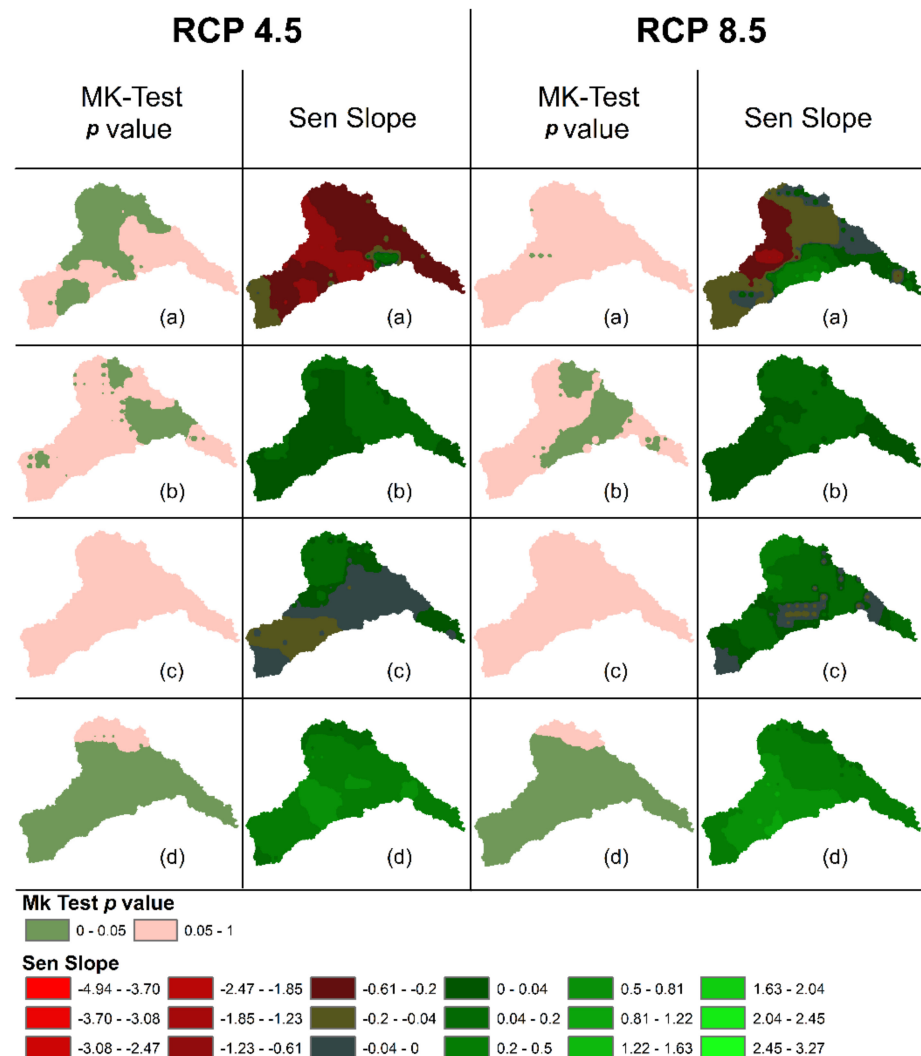 RCP 4.5 RCP 8.5
MK-Test
p value
Sen Slope
MK-Test
p value
Sen Slope
(a) (a) (a) (a)
(b) (b) (b) (b)
(c) (c) (c) (c)
(d) (d) (d) (d)
Mk Test p value
0 - 0.05 0.05 - 1
Sen Slope
-4.94 - -3.70 -2.47 - -1.85 -0.61 - -0.2 0 - 0.04 0.5 - 0.81 1.63 - 2.04
-3.70 - -3.08 -1.85 - -1.23 -0.2 - -0.04 0.04 - 0.2 0.81 - 1.22 2.04 - 2.45
-3.08 - -2.47 -1.23 - -0.61 -0.04 - 0 0.2 - 0.5 1.22 - 1.63 2.45 - 3.27